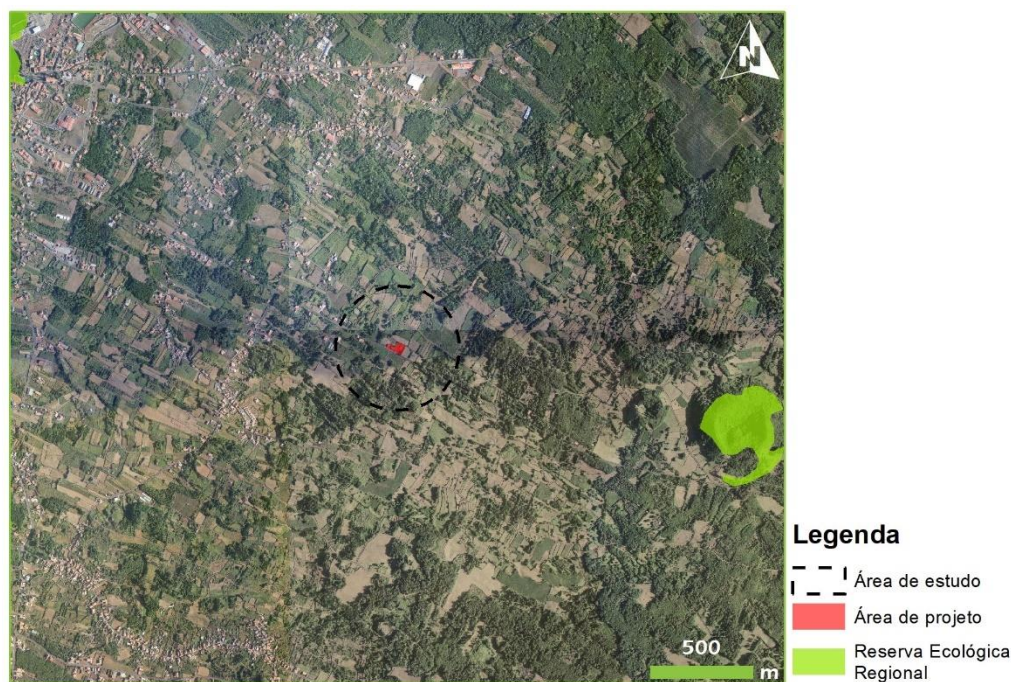 N
500
m
Legenda
Área de estudo
Área de projeto
Reserva Ecológica
Regional